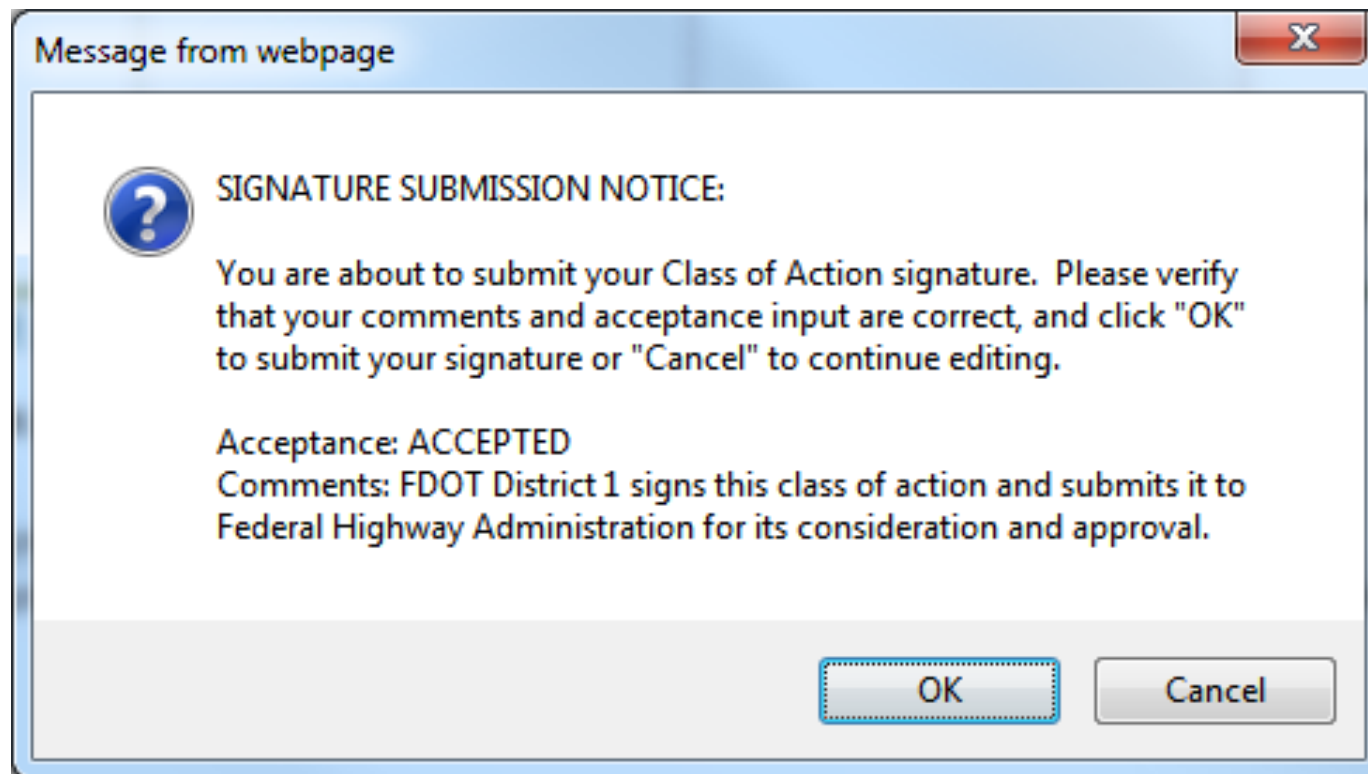 Message from webpage
SIGNATURE SUBMISSION NOTICE:
You are about to submit your Class of Action signature.  Please verify
that your comments and acceptance input are correct, and click "OK"
to submit your signature or "Cancel" to continue editing.
Acceptance: ACCEPTED
Comments: FDOT District 1 signs this class of action and submits it to
Federal Highway Administration for its consideration and approval.
OK
Cancel